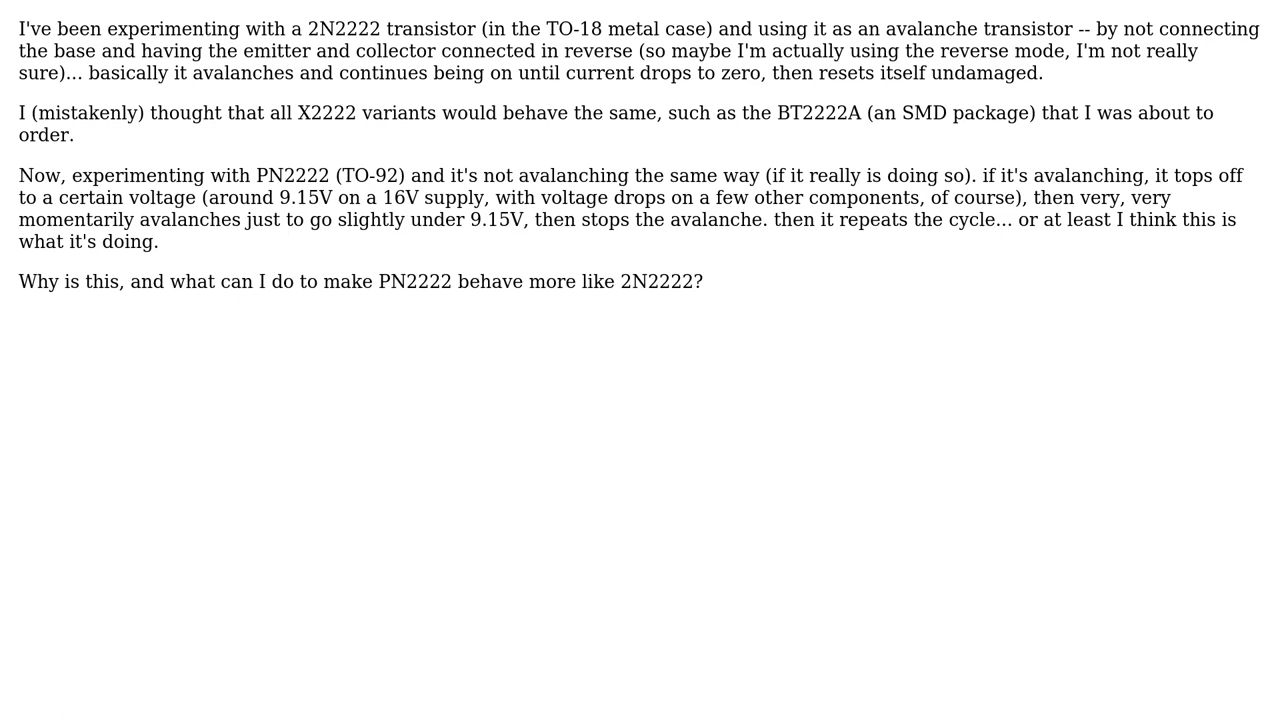 I've been experimenting with a 2N2222 transistor (in the TO-18 metal case) and using it as an avalanche transistor -- by not connecting
the base and having the emitter and collector connected in reverse (so maybe I'm actually using the reverse mode, I'm not really
sure)... basically it avalanches and continues being on until current drops to zero, then resets itself undamaged.
I (mistakenly) thought that all X2222 variants would behave the same, such as the BT2222A (an SMD package) that I was about to
order.
Now, experimenting with PN2222 (TO-92) and it's not avalanching the same way (if it really is doing so). if it's avalanching, it tops off
to a certain voltage (around 9.15V on a 16V supply, with voltage drops on a few other components, of course), then very, very
momentarily avalanches just to go slightly under 9.15V, then stops the avalanche. then it repeats the cycle... or at least I think this is
what it's doing.
Why is this, and what can I do to make PN2222 behave more like 2N2222?